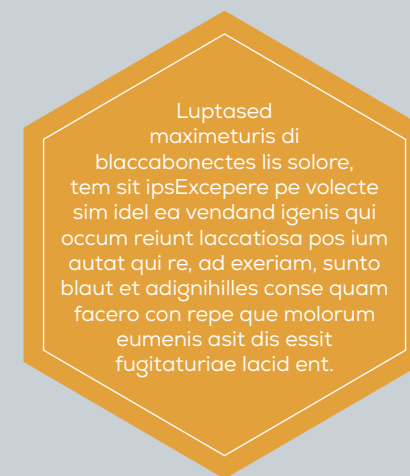 Luptased
maximeturis di
blaccabonectes lis solore,
tem sit ipsExcepere pe volecte
sim idel ea vendand igenis qui
occum reiunt laccatiosa pos ium
autat qui re, ad exeriam, sunto
blaut et adignihilles conse quam
facero con repe que molorum
eumenis asit dis essit
fugitaturiae lacid ent.